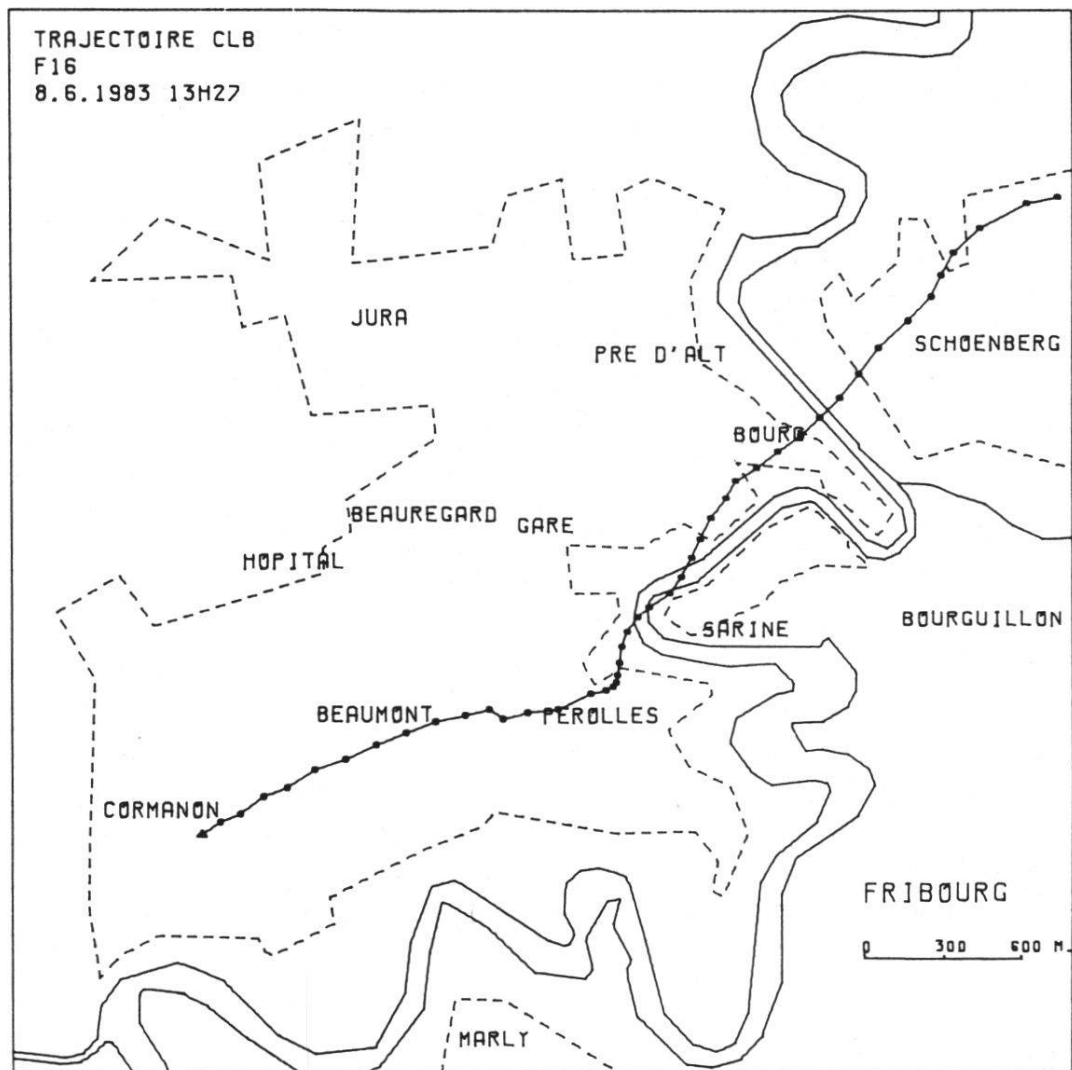 TRAJECTOIRE CLB
F16
8.6.1983 13H27
JURA
SCHOENBERG
PRE D'ALT
BOURG
BEAUREGARD
GARE
HOPITAL
BOURGUILLON
SARINE
BEAUMONT
PEROLLES
CORMANON
FRIBOURG
0 300 600 M.
MARLY